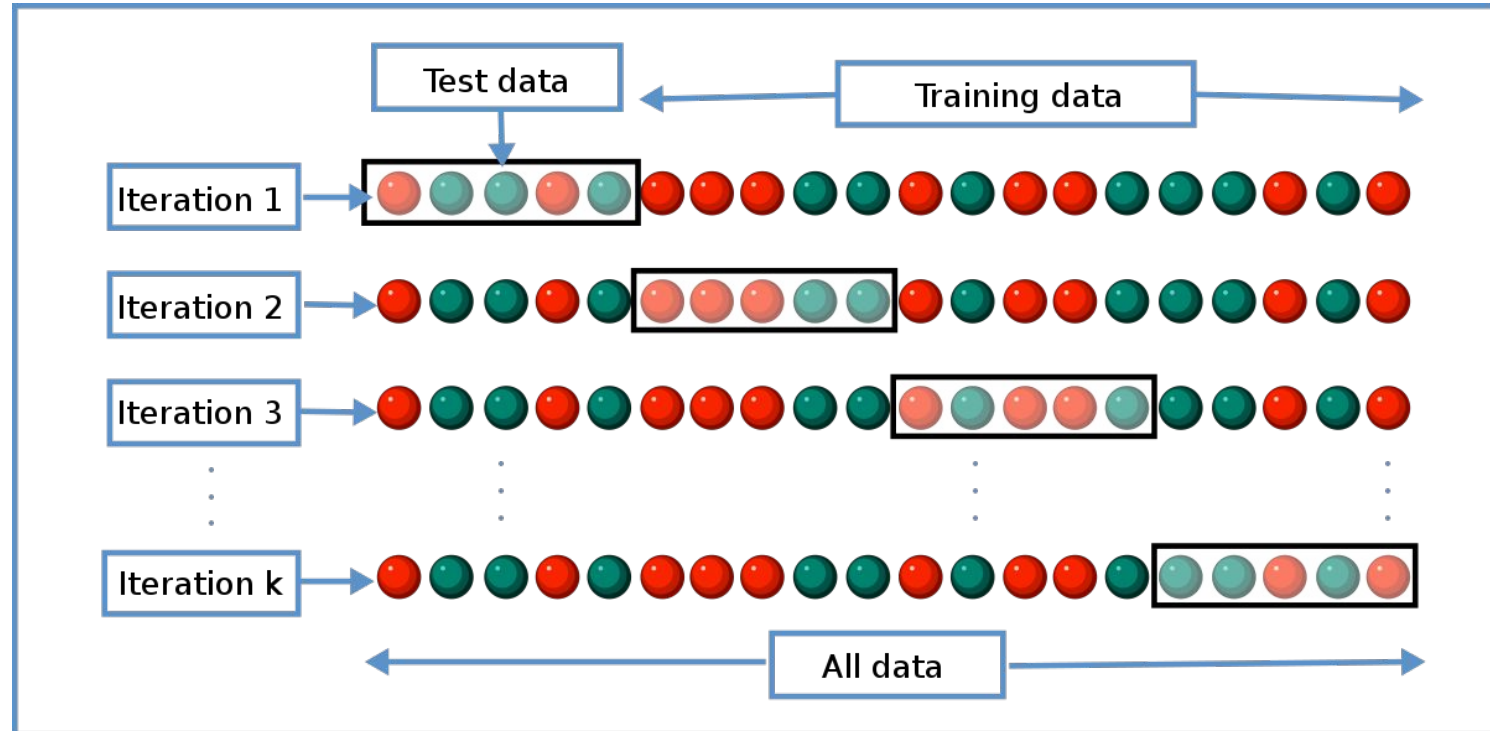 Test data
Training data
Iteration 1
Iteration 2
Iteration 3
Iteration k
All data